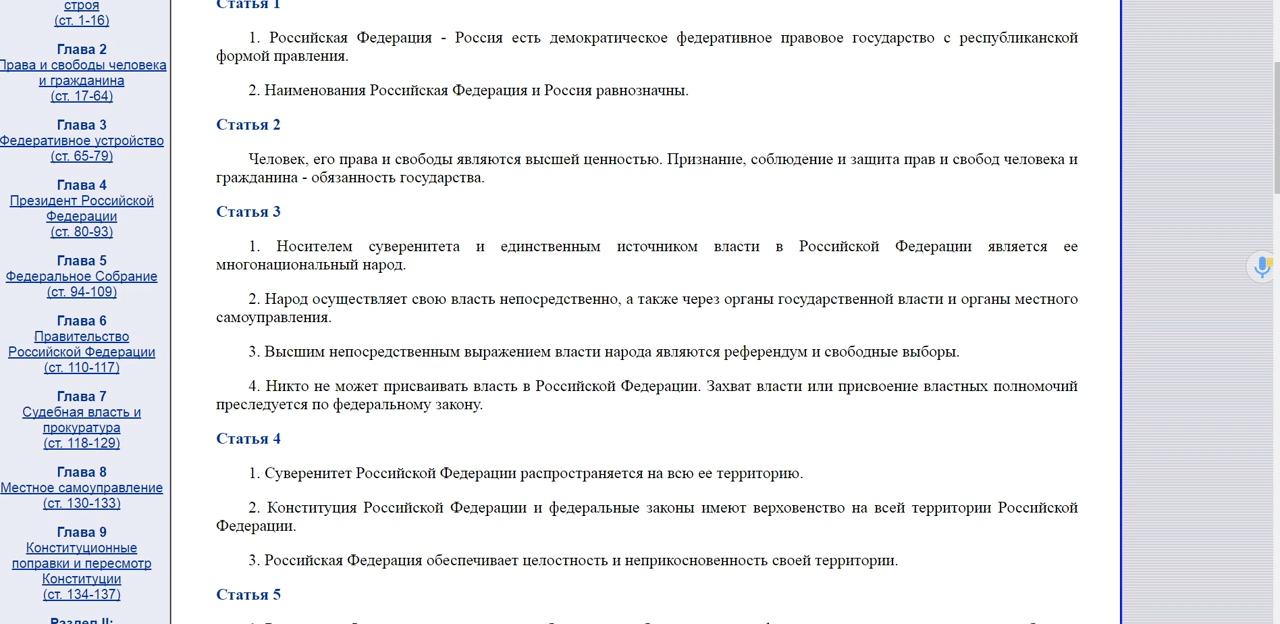 строя
(ст. 1-16)
Глава 2
Права и свободы человека
и гражданина
(ст. 17-64)
Глава 3
Федеративное устройство
(ст. 65-79)
Глава 4
Президент Российской
Федерации
(ст. 80-93)
Глава 5
Федеральное Собрание
(ст. 94-109)
Глава 6
Правительство
Российской Федерации
(ст. 110-117)
Глава 7
Судебная власть и
прокуратура
(ст. 118-129)
Глава 8
Местное самоуправление
(ст. 130-133)
Глава 9
Конституционные
поправки и пересмотр
Конституции
(ст. 134-137)
Раздел II:
Статья 1
1. Российская Федерация - Россия есть демократическое федеративное правовое государство с республиканской
формой правления.
2. Наименования Российская Федерация и Россия равнозначны.
Статья 2
Человек, его права и свободы являются высшей ценностью. Признание, соблюдение и защита прав и свобод человека и
гражданина - обязанность государства.
Статья 3
1. Носителем суверенитета и единственным источником власти в Российской Федерации является ее
многонациональный народ.
2. Народ осуществляет свою власть непосредственно, а также через органы государственной власти и органы местного
самоуправления.
3. Высшим непосредственным выражением власти народа являются референдум и свободные выборы.
4. Никто не может присваивать власть в Российской Федерации. Захват власти или присвоение властных полномочий
преследуется по федеральному закону.
Статья 4
1. Суверенитет Российской Федерации распространяется на всю ее территорию.
2. Конституция Российской Федерации и федеральные законы имеют верховенство на всей территории Российской
Федерации.
3. Российская Федерация обеспечивает целостность и неприкосновенность своей территории.
Статья 5